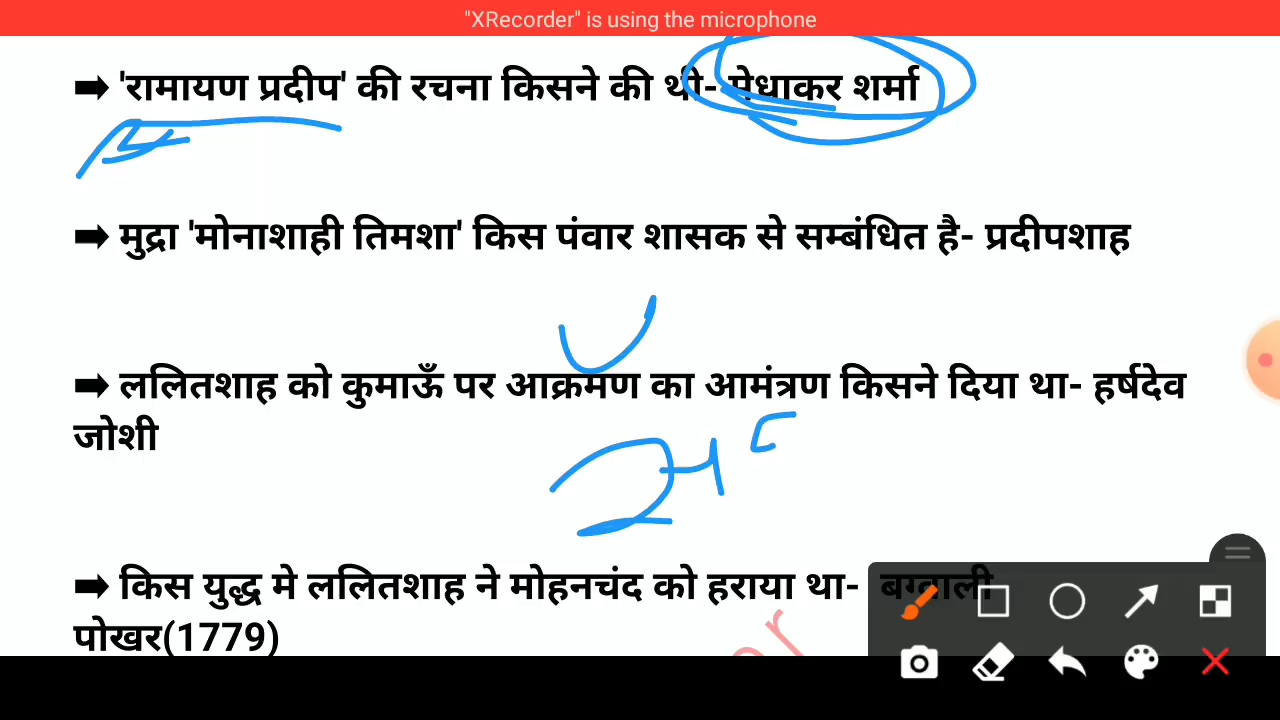 "XRecorder" is using the microphone
➡ 'रामायण प्रदीप' की रचना किसने की थी- मेधाकर शर्मा
➡ मुद्रा 'मोनाशाही तिमशा' किस पंवार शासक से सम्बंधित है- प्रदीपशाह
➡ ललितशाह को कुमाऊँ पर आक्रमण का आमंत्रण किसने दिया था- हर्षदेव
जोशी
➡ किस युद्ध मे ललितशाह ने मोहनचंद को हराया था- बग्वाली
पोखर(1779)